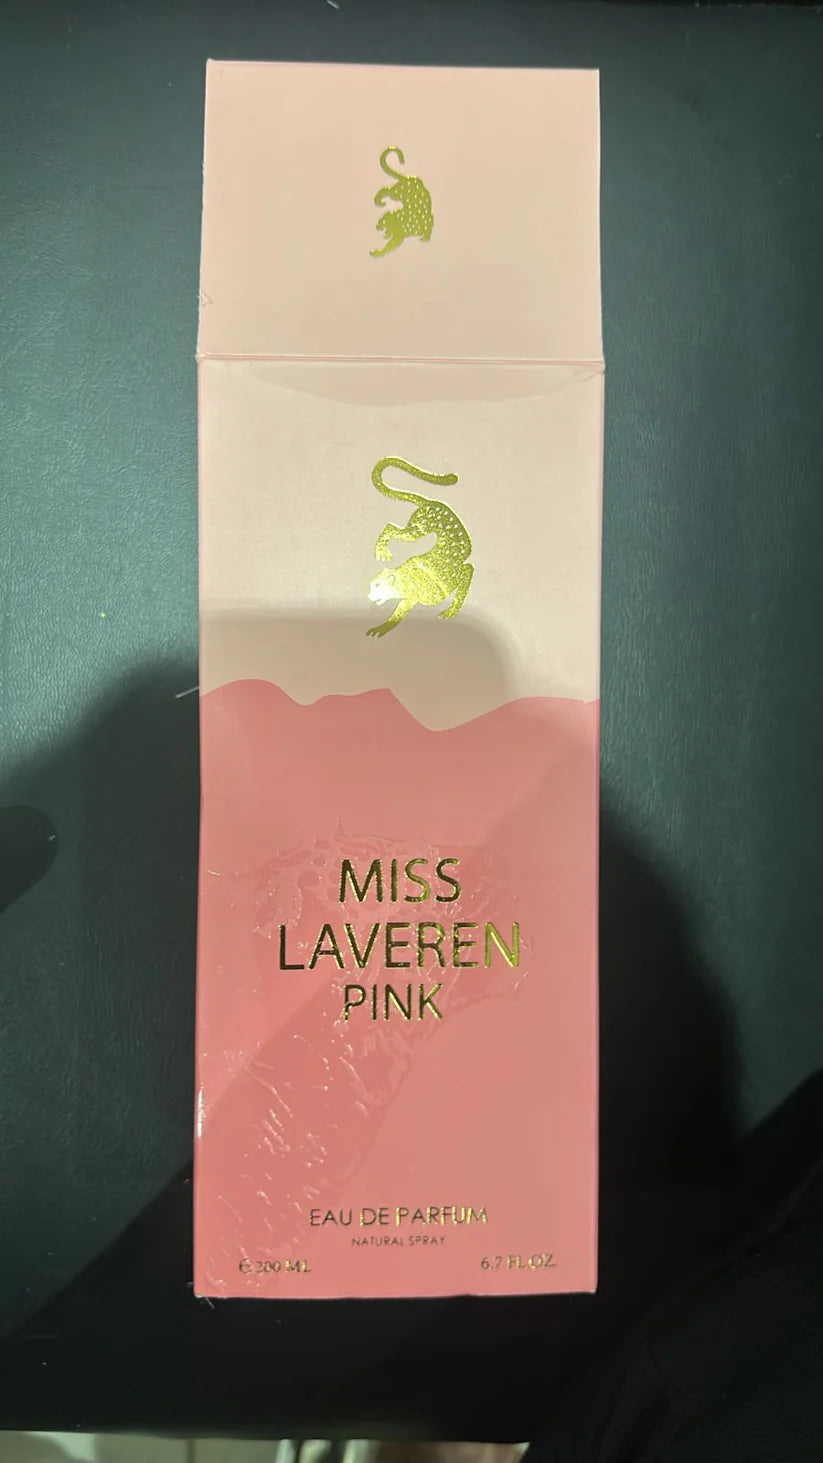 MISS
LAVEREN
PINK
EAU DE PARFUM
NATURAL SPRAY
℮ 200 ML 6.7 FL.OZ